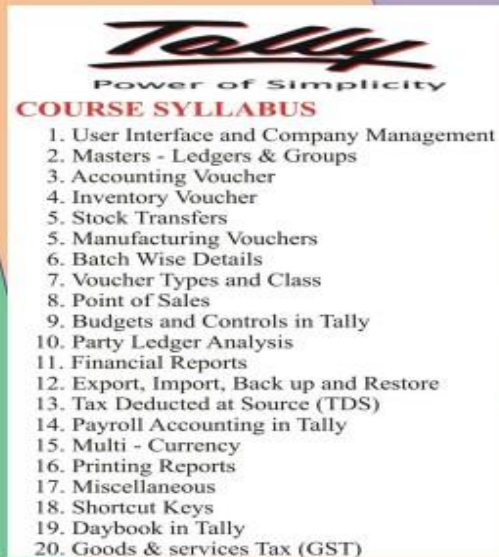 Tally
Power of Simplicity
COURSE SYLLABUS
1. User Interface and Company Management
2. Masters - Ledgers & Groups
3. Accounting Voucher
4. Inventory Voucher
5. Stock Transfers
5. Manufacturing Vouchers
6. Batch Wise Details
7. Voucher Types and Class
8. Point of Sales
9. Budgets and Controls in Tally
10. Party Ledger Analysis
11. Financial Reports
12. Export, Import, Back up and Restore
13. Tax Deducted at Source (TDS)
14. Payroll Accounting in Tally
15. Multi - Currency
16. Printing Reports
17. Miscellaneous
18. Shortcut Keys
19. Daybook in Tally
20. Goods & services Tax (GST)